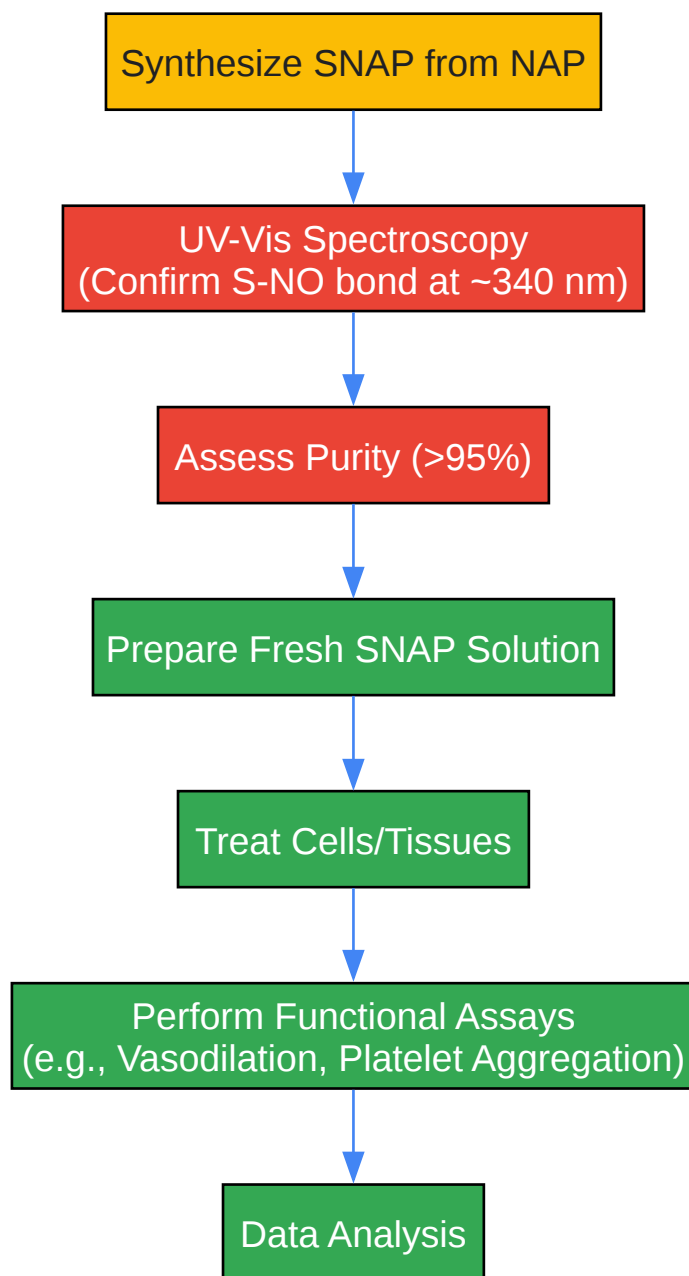 Synthesize SNAP from NAP
UV-Vis Spectroscopy
(Confirm S-NO bond at ~340 nm)
Assess Purity (>95%)
Prepare Fresh SNAP Solution
Treat Cells/Tissues
Perform Functional Assays
(e.g., Vasodilation, Platelet Aggregation)
Data Analysis